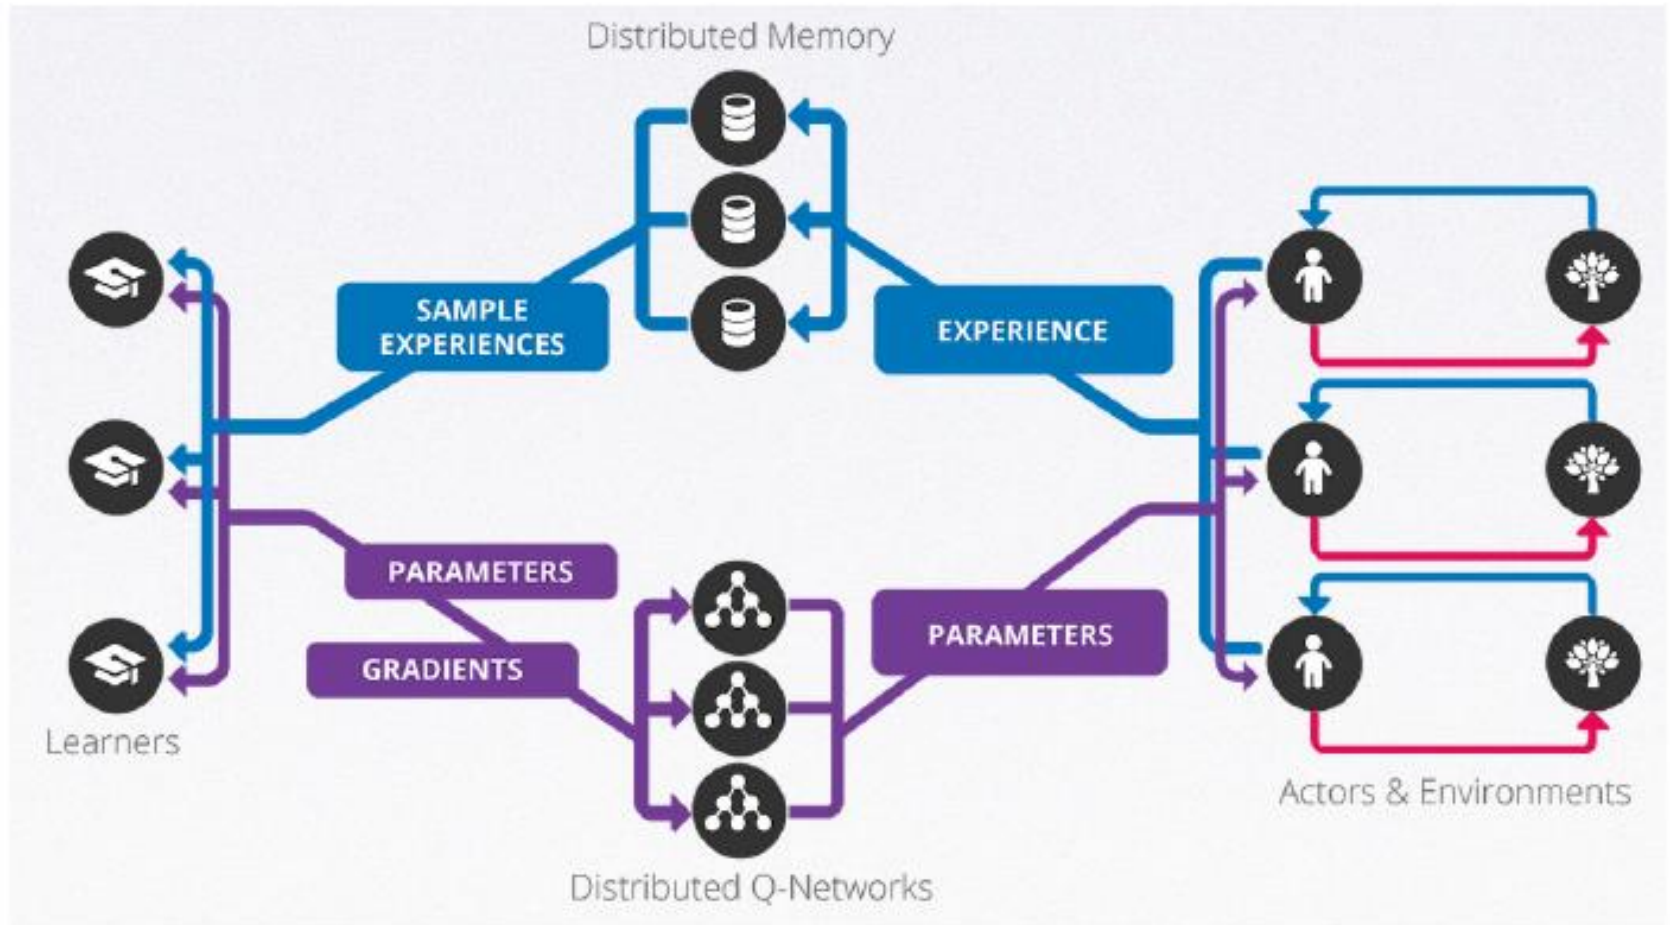 Distributed Memory
SAMPLE
EXPERIENCES
EXPERIENCE
PARAMETERS
GRADIENTS
PARAMETERS
Learners
Actors & Environments
Distributed Q-Networks